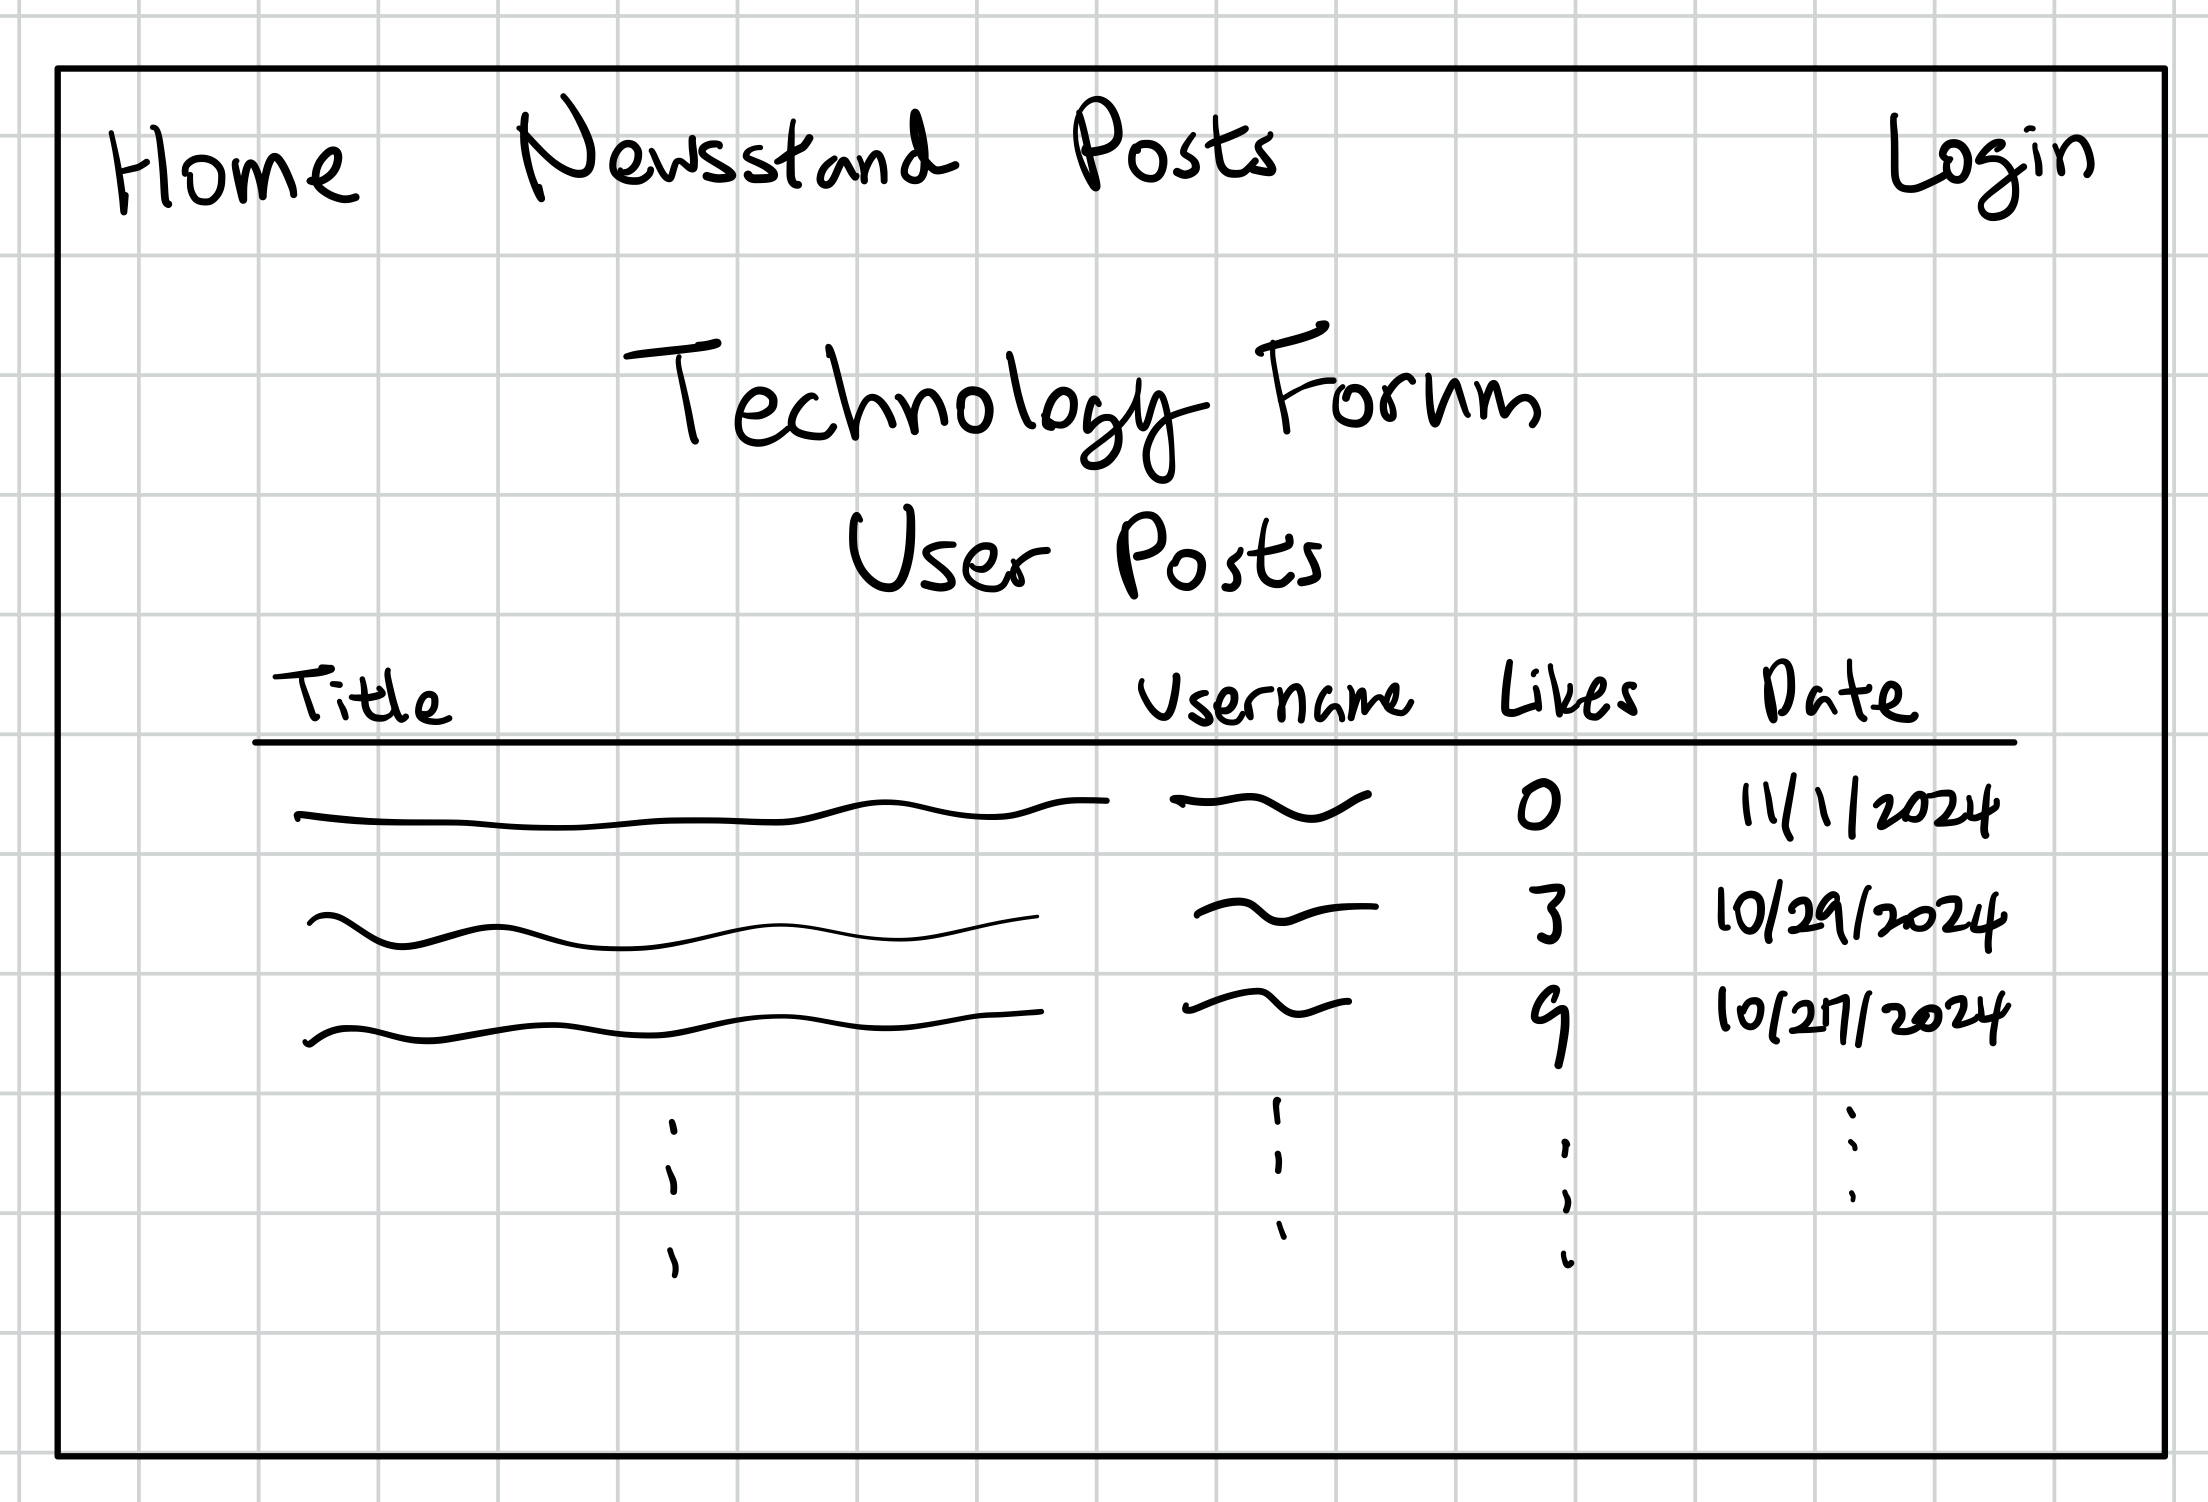 Home Newsstand Posts Login
Technology Forum
User Posts
Title Username Likes Date
0 11/1/2024
3 10/29/2024
9 10/27/2024